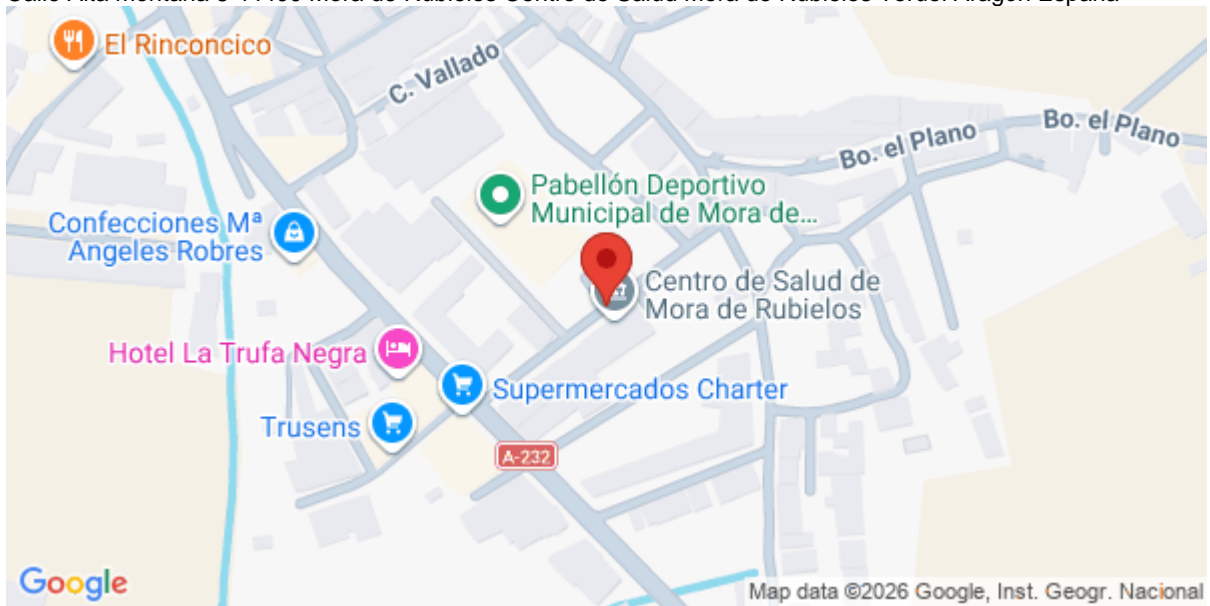 El Rinconcico
C. Vallado
Bo. el Plano
Bo. el Plano
Pabellón Deportivo
Municipal de Mora de...
Confecciones Mª
Angeles Robres
Centro de Salud de
Mora de Rubielos
Hotel La Trufa Negra
Supermercados Charter
Trusens
A-232
Google
Map data ©2026 Google, Inst. Geogr. Nacional